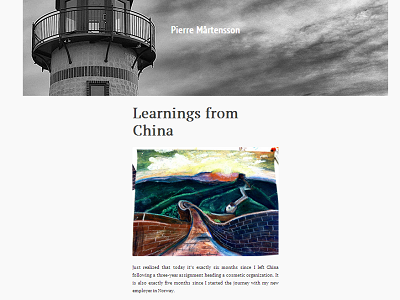 Pierre Mårtensson
Learnings from
China
Just realized that today it's exactly six months since I left China
following a three-year assignment heading a cosmetic organization. It
is also exactly five months since I started the journey with my new
employer in Norway.